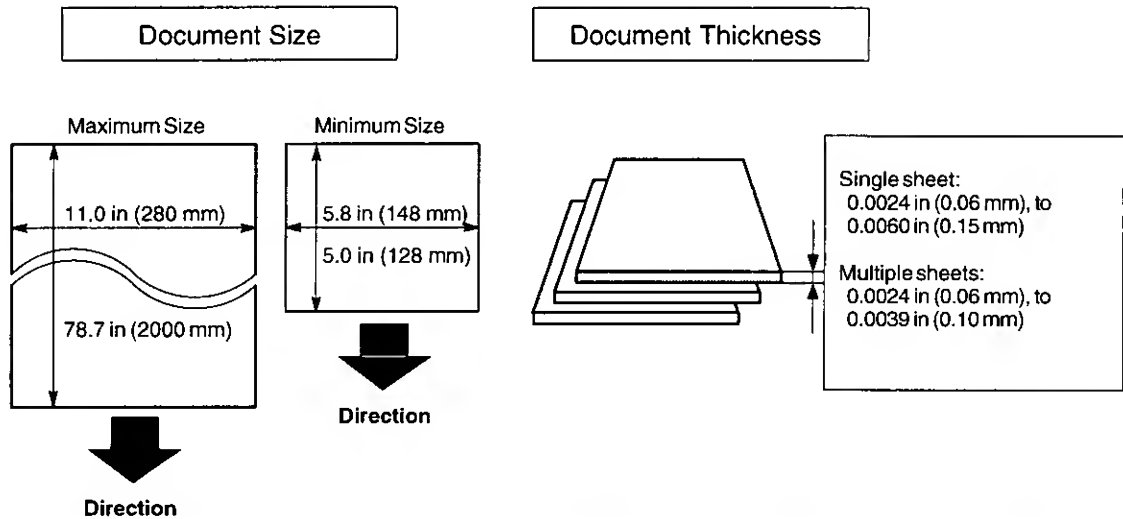 Document Size
Maximum Size
11.0 in (280 mm)
78.7 in (2000 mm)
Direction
Minimum Size
5.8 in (148 mm)
5.0 in (128 mm)
Direction
Document Thickness
Single sheet:
0.0024 in (0.06 mm), to
0.0060 in (0.15 mm)
Multiple sheets:
0.0024 in (0.06 mm), to
0.0039 in (0.10 mm)